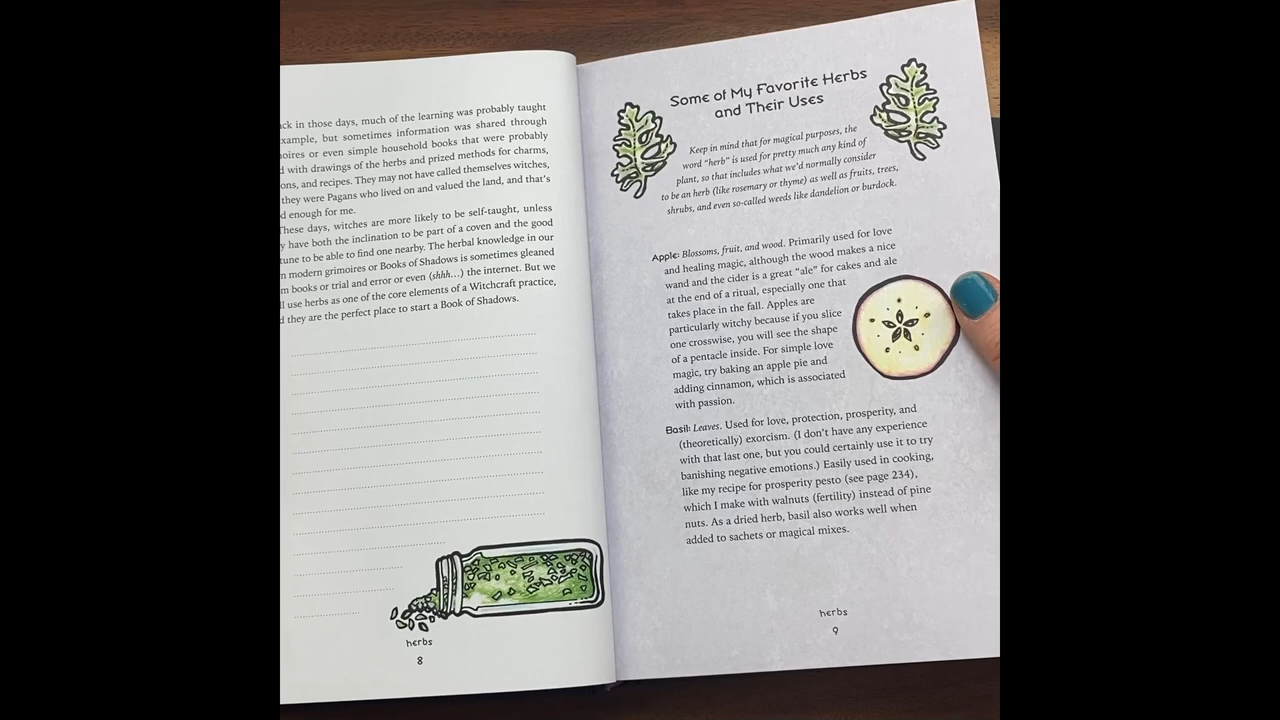 ck in those days, much of the learning was probably taught
xample, but sometimes information was shared through
noires or even simple household books that were probably
d with drawings of the herbs and prized methods for charms,
ons, and recipes. They may not have called themselves witches,
they were Pagans who lived on and valued the land, and that's
d enough for me.
These days, witches are more likely to be self-taught, unless
y have both the inclination to be part of a coven and the good
tune to be able to find one nearby. The herbal knowledge in our
n modern grimoires or Books of Shadows is sometimes gleaned
m books or trial and error or even (shhh...) the internet. But we
ll use herbs as one of the core elements of a Witchcraft practice,
d they are the perfect place to start a Book of Shadows.
herbs
8
Some of My Favorite Herbs
and Their Uses
Keep in mind that for magical purposes, the
word "herb" is used for pretty much any kind of
plant, so that includes what we'd normally consider
to be an herb (like rosemary or thyme) as well as fruits, trees,
shrubs, and even so-called weeds like dandelion or burdock.
Apple: Blossoms, fruit, and wood. Primarily used for love
and healing magic, although the wood makes a nice
wand and the cider is a great "ale" for cakes and ale
at the end of a ritual, especially one that
takes place in the fall. Apples are
particularly witchy because if you slice
one crosswise, you will see the shape
of a pentacle inside. For simple love
magic, try baking an apple pie and
adding cinnamon, which is associated
with passion.
Basil: Leaves. Used for love, protection, prosperity, and
(theoretically) exorcism. (I don't have any experience
with that last one, but you could certainly use it to try
banishing negative emotions.) Easily used in cooking,
like my recipe for prosperity pesto (see page 234),
which I make with walnuts (fertility) instead of pine
nuts. As a dried herb, basil also works well when
added to sachets or magical mixes.
herbs
9